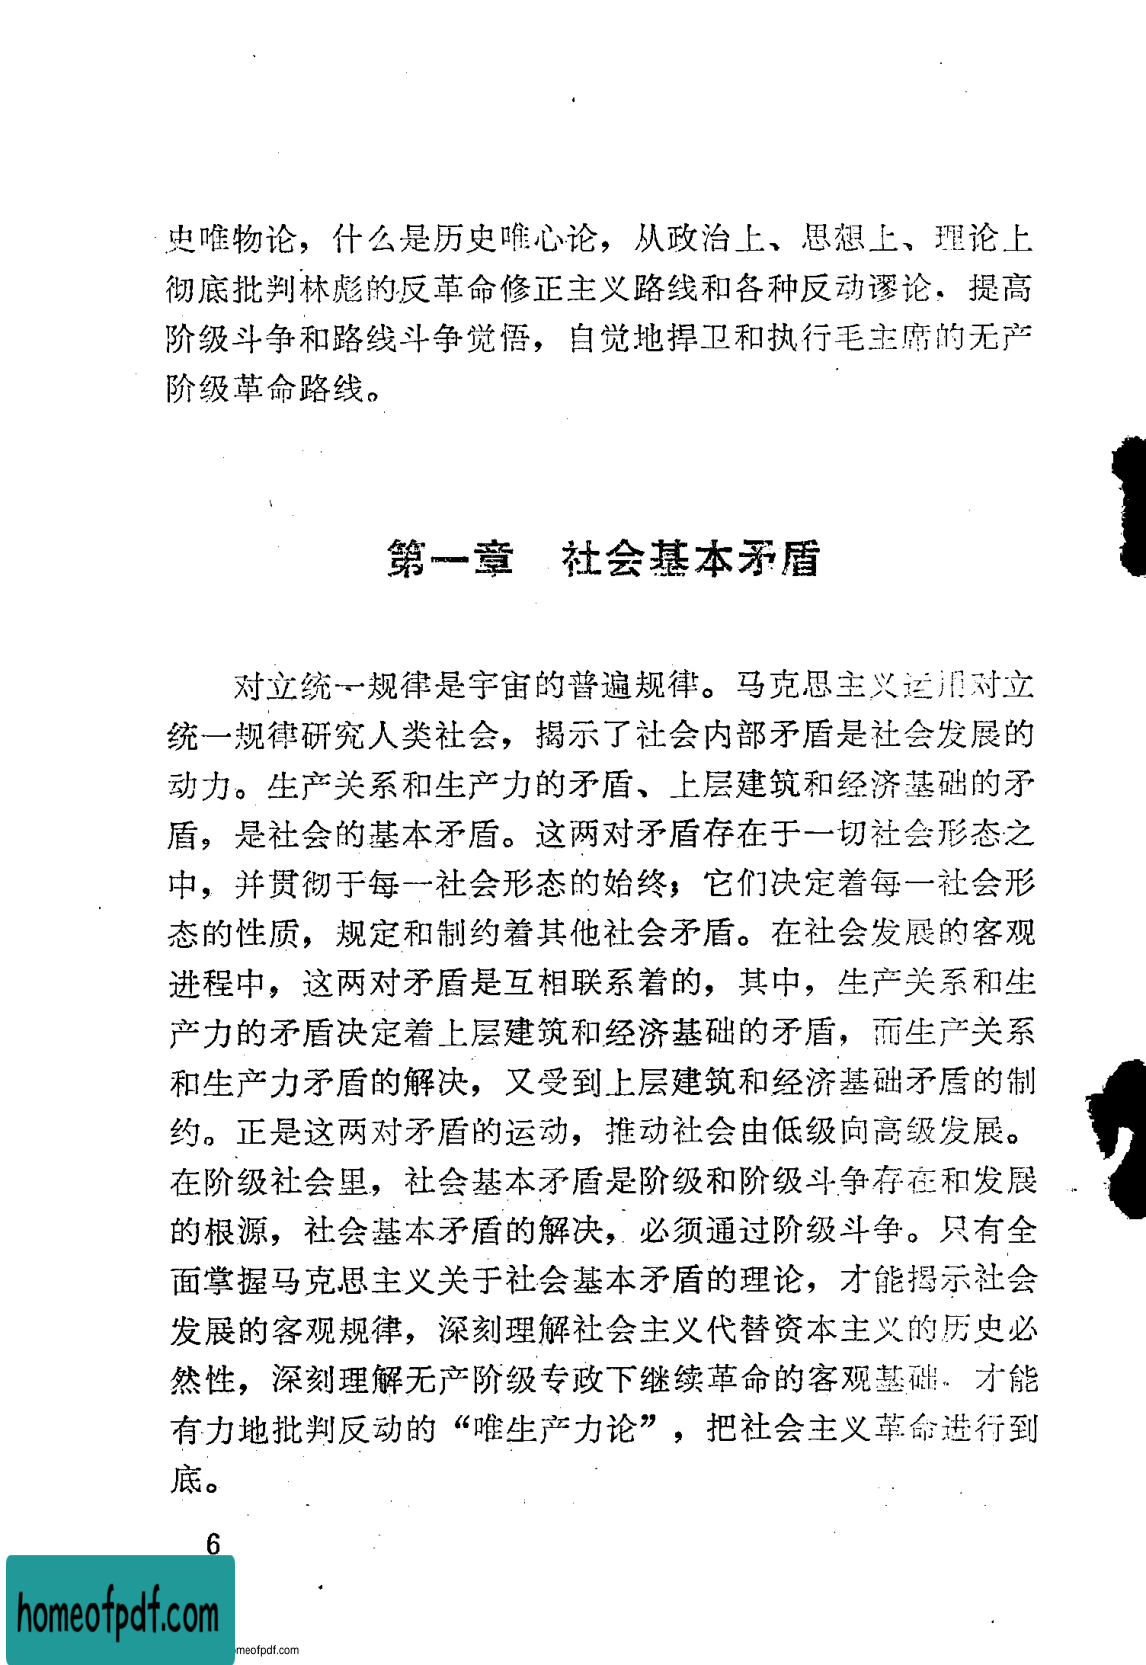 史唯物论，什么是历史唯心论，从政治上、思想上、理论上
彻底批判林彪的反革命修正主义路线和各种反动谬论，提高
阶级斗争和路线斗争觉悟，自觉地捍卫和执行毛主席的无产
阶级革命路线。
第一章　社会基本矛盾
对立统一规律是宇宙的普遍规律。马克思主义运用对立
统一规律研究人类社会，揭示了社会内部矛盾是社会发展的
动力。生产关系和生产力的矛盾、上层建筑和经济基础的矛
盾，是社会的基本矛盾。这两对矛盾存在于一切社会形态之
中，并贯彻于每一社会形态的始终；它们决定着每一社会形
态的性质，规定和制约着其他社会矛盾。在社会发展的客观
进程中，这两对矛盾是互相联系着的，其中，生产关系和生
产力的矛盾决定着上层建筑和经济基础的矛盾，而生产关系
和生产力矛盾的解决，又受到上层建筑和经济基础矛盾的制
约。正是这两对矛盾的运动，推动社会由低级向高级发展。
在阶级社会里，社会基本矛盾是阶级和阶级斗争存在和发展
的根源，社会基本矛盾的解决，必须通过阶级斗争。只有全
面掌握马克思主义关于社会基本矛盾的理论，才能揭示社会
发展的客观规律，深刻理解社会主义代替资本主义的历史必
然性，深刻理解无产阶级专政下继续革命的客观基础，才能
有力地批判反动的“唯生产力论”，把社会主义革命进行到
底。
6
homeofpdf.com
meofpdf.com